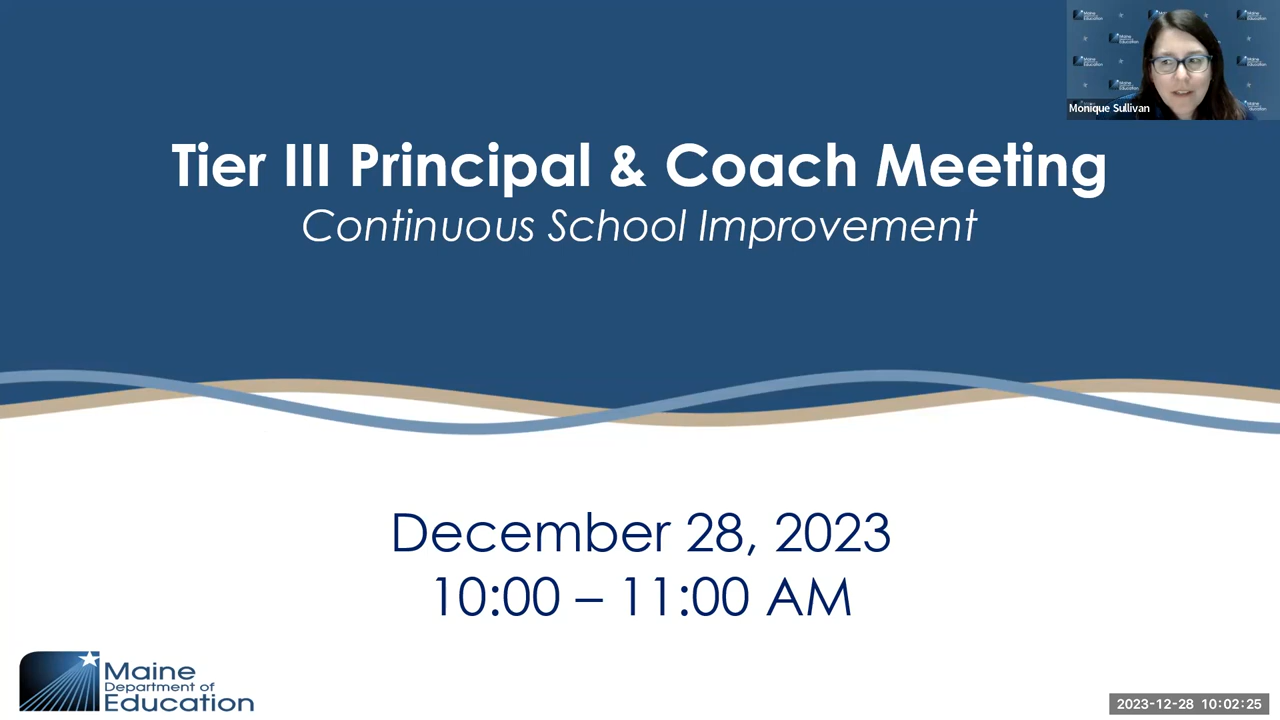 Monique Sullivan
Tier III Principal & Coach Meeting
Continuous School Improvement
December 28, 2023
10:00 – 11:00 AM
Maine
Department of
Education
2023-12-28 10:02:25